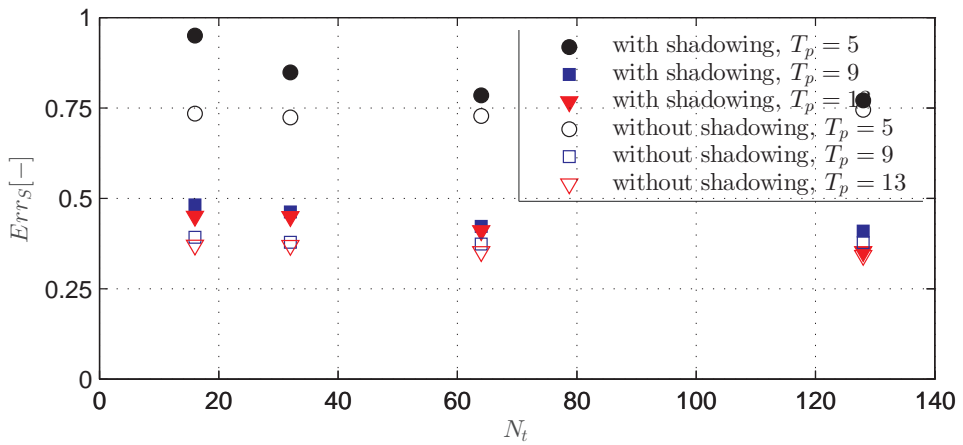 1
0.75
0.5
0.25
0
Err_S[−]
0
20
40
60
80
100
120
140
N_t
with shadowing, T_p = 5
with shadowing, T_p = 9
with shadowing, T_p = 1
without shadowing, T_p = 5
without shadowing, T_p = 9
without shadowing, T_p = 13